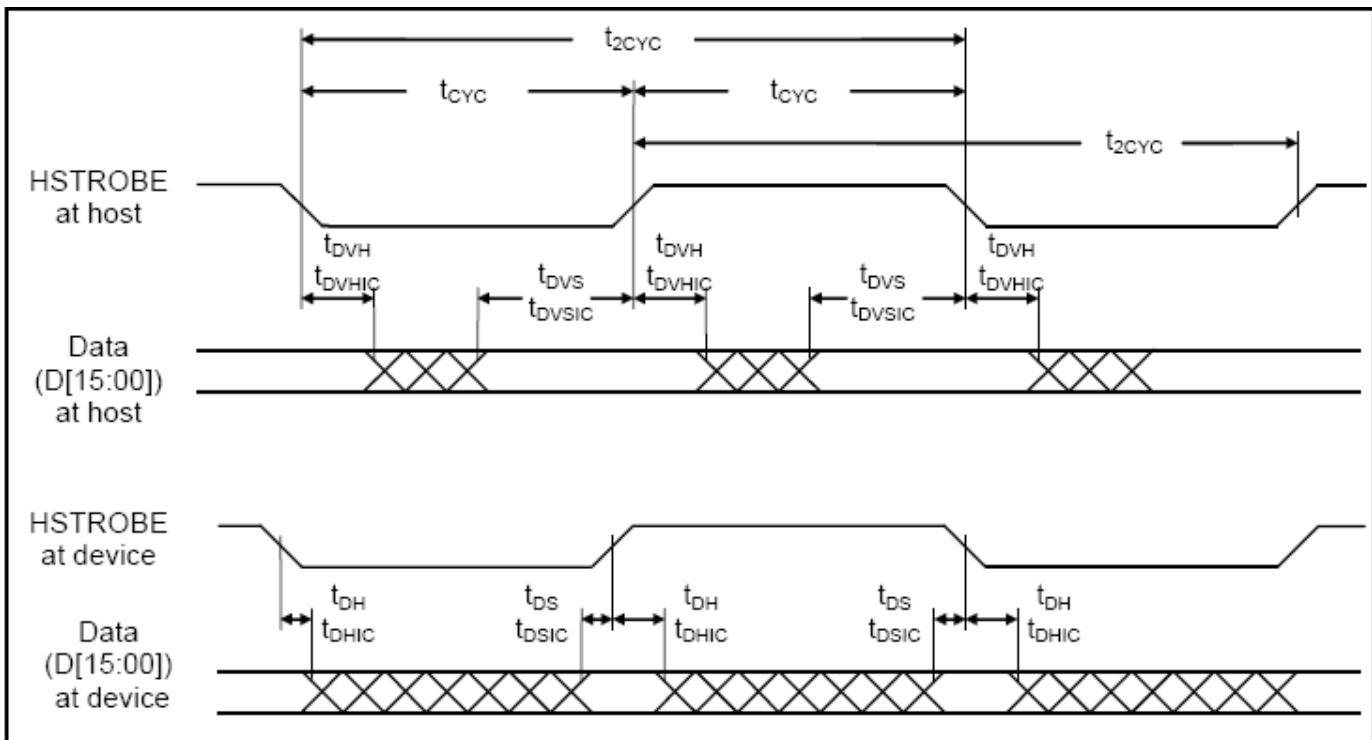 t2CYC
tCYC tCYC
t2CYC
HSTROBE
at host
tDVH tDVH tDVH
tDVHIC tDVS tDVHIC tDVS tDVHIC
tDVSIC tDVSIC
Data
(D[15:00])
at host
HSTROBE
at device
tDH tDS tDH tDS tDH
tDHIC tDSIC tDHIC tDSIC tDHIC
Data
(D[15:00])
at device